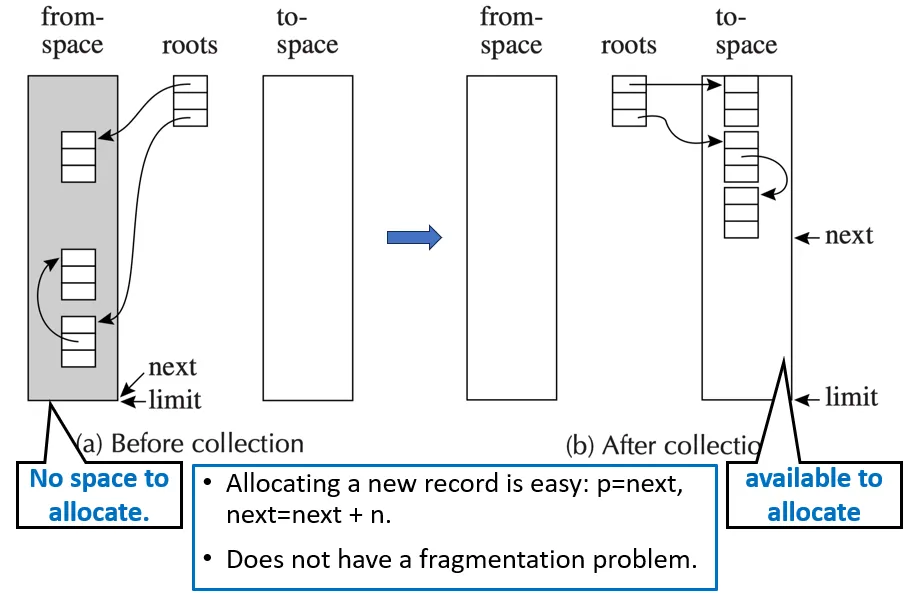 from-
space
roots
to-
space
from-
space
roots
to-
space
next
next
limit
limit
(a) Before collection
(b) After collectio
No space to
allocate.
• Allocating a new record is easy: p=next,
next=next + n.
• Does not have a fragmentation problem.
available to
allocate